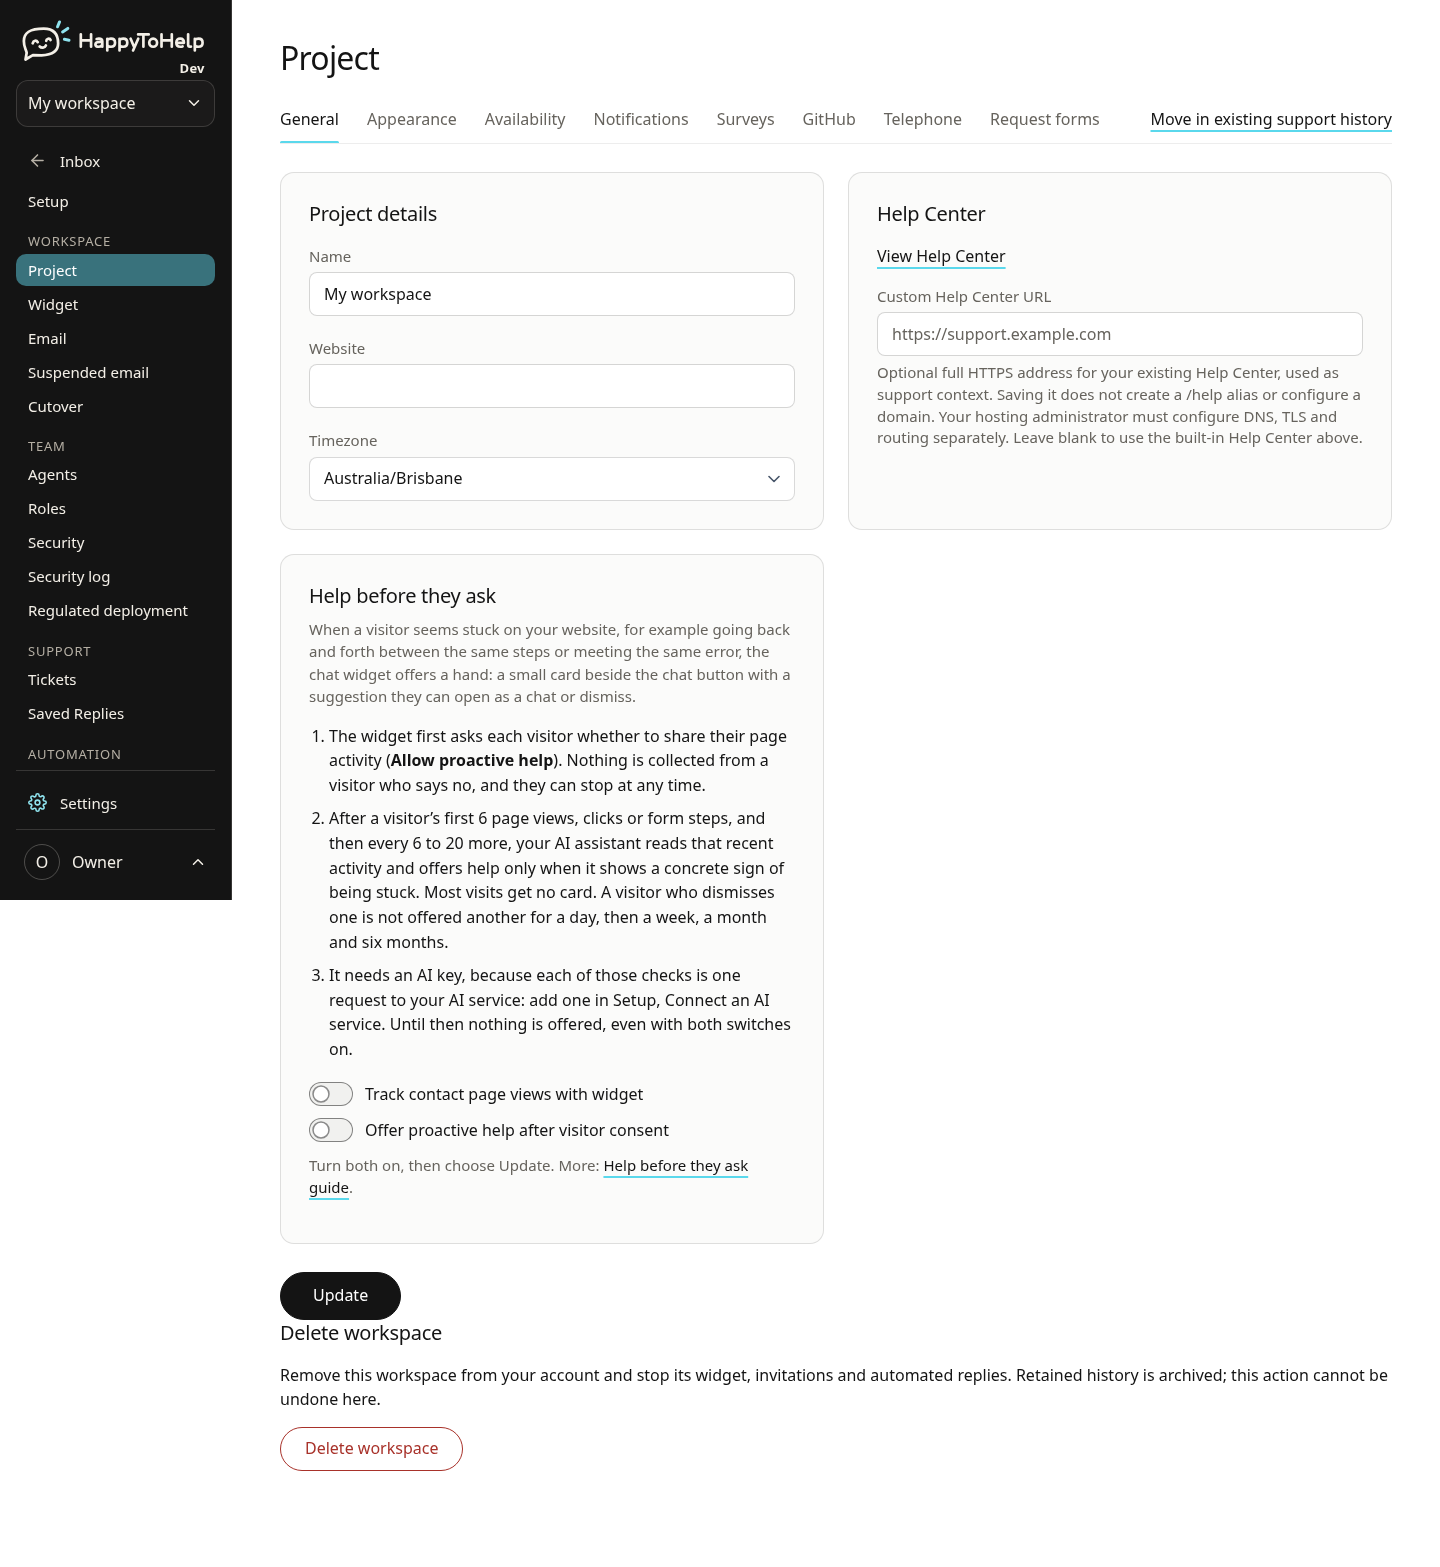 HappyToHelp
Dev
My workspace
Inbox
Setup
WORKSPACE
Project
Widget
Email
Suspended email
Cutover
TEAM
Agents
Roles
Security
Security log
Regulated deployment
SUPPORT
Tickets
Saved Replies
AUTOMATION
Settings
O Owner
Project
General Appearance Availability Notifications Surveys GitHub Telephone Request forms Move in existing support history
Project details
Name
My workspace
Website
Timezone
Australia/Brisbane
Help Center
View Help Center
Custom Help Center URL
https://support.example.com
Optional full HTTPS address for your existing Help Center, used as
support context. Saving it does not create a /help alias or configure a
domain. Your hosting administrator must configure DNS, TLS and
routing separately. Leave blank to use the built-in Help Center above.
Help before they ask
When a visitor seems stuck on your website, for example going back
and forth between the same steps or meeting the same error, the
chat widget offers a hand: a small card beside the chat button with a
suggestion they can open as a chat or dismiss.
1. The widget first asks each visitor whether to share their page
activity (Allow proactive help). Nothing is collected from a
visitor who says no, and they can stop at any time.
2. After a visitor’s first 6 page views, clicks or form steps, and
then every 6 to 20 more, your AI assistant reads that recent
activity and offers help only when it shows a concrete sign of
being stuck. Most visits get no card. A visitor who dismisses
one is not offered another for a day, then a week, a month
and six months.
3. It needs an AI key, because each of those checks is one
request to your AI service: add one in Setup, Connect an AI
service. Until then nothing is offered, even with both switches
on.
Track contact page views with widget
Offer proactive help after visitor consent
Turn both on, then choose Update. More: Help before they ask
guide.
Update
Delete workspace
Remove this workspace from your account and stop its widget, invitations and automated replies. Retained history is archived; this action cannot be
undone here.
Delete workspace